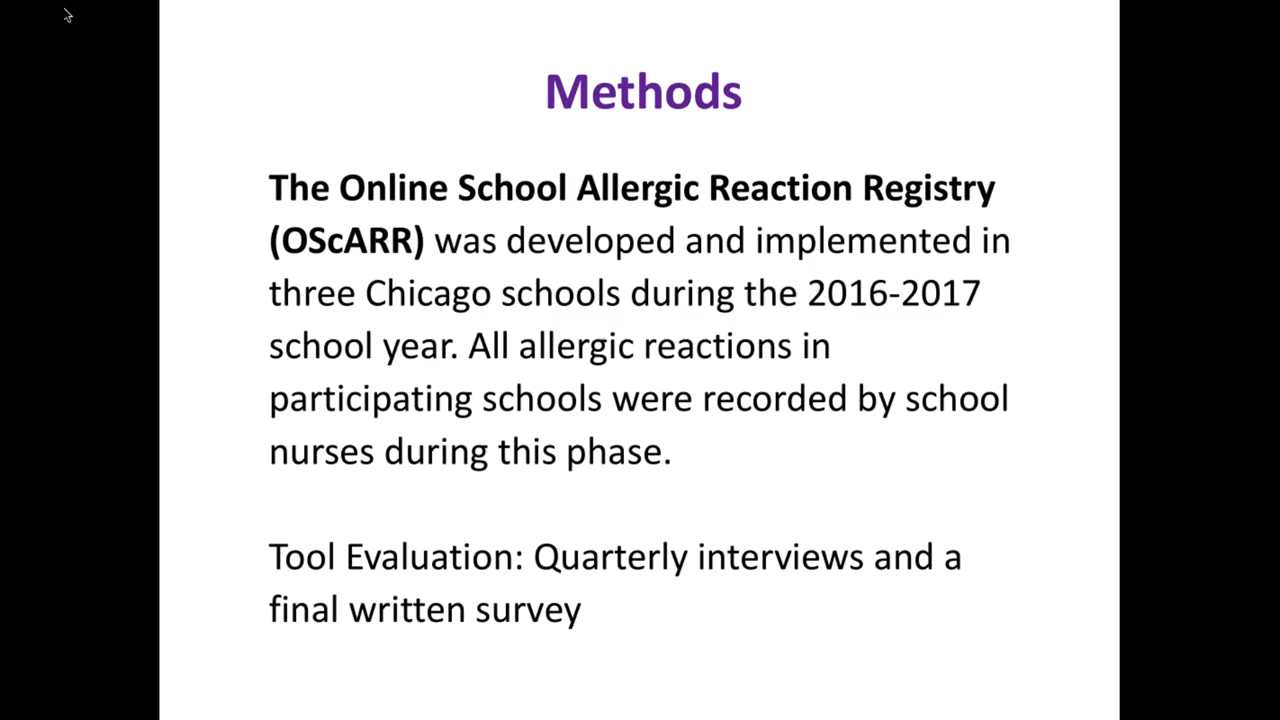 Methods
The Online School Allergic Reaction Registry
(OScARR) was developed and implemented in
three Chicago schools during the 2016-2017
school year. All allergic reactions in
participating schools were recorded by school
nurses during this phase.
Tool Evaluation: Quarterly interviews and a
final written survey